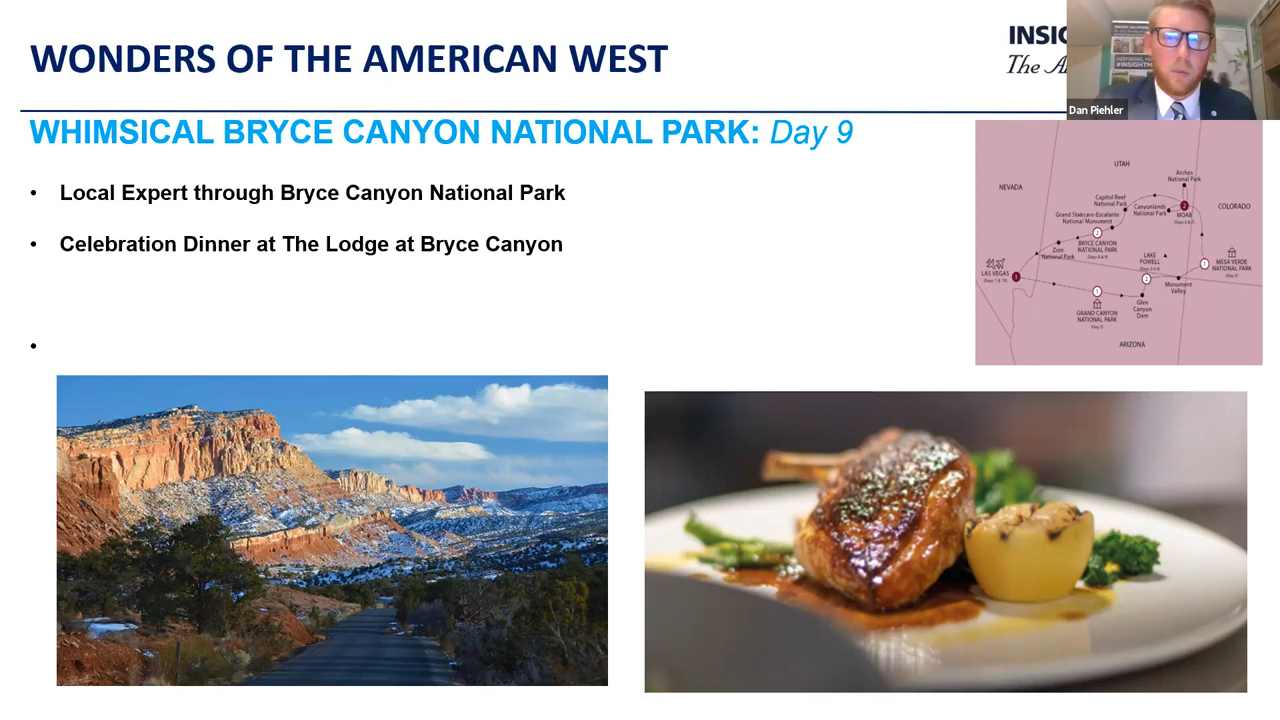 WONDERS OF THE AMERICAN WEST
The
Dan Piehler
WHIMSICAL BRYCE CANYON NATIONAL PARK: Day 9
• Local Expert through Bryce Canyon National Park
• Celebration Dinner at The Lodge at Bryce Canyon
•
UTAH
NEVADA
COLORADO
ARIZONA
Arches
National Park
Capitol Reef
National Park
Canyonlands
National Park
MOAB
Grand Staircase-Escalante
National Monument
BRYCE CANYON
NATIONAL PARK
Zion
National Park
LAKE
POWELL
MESA VERDE
NATIONAL PARK
LAS VEGAS
Monument
Valley
GRAND CANYON
NATIONAL PARK
Glen
Canyon
Dam